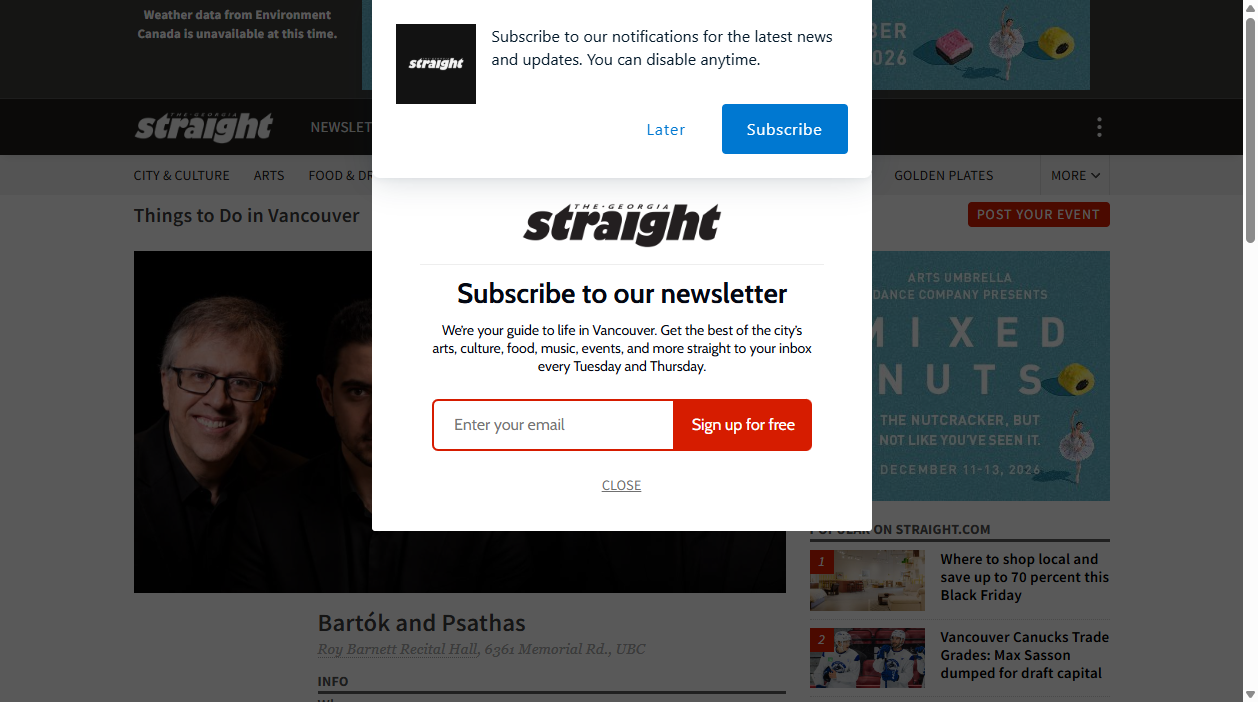 Weather data from Environment
Canada is unavailable at this time.
Subscribe to our notifications for the latest news
and updates. You can disable anytime.
straight
Later
Subscribe
THE GEORGIA
straight
CITY & CULTURE
ARTS
GOLDEN PLATES
MORE
Things to Do in Vancouver
POST YOUR EVENT
THE GEORGIA
straight
Subscribe to our newsletter
We're your guide to life in Vancouver. Get the best of the city's
arts, culture, food, music, events, and more straight to your inbox
every Tuesday and Thursday.
Enter your email
Sign up for free
CLOSE
ARTS UMBRELLA
DANCE COMPANY PRESENTS
MIXED
NUTS
THE NUTCRACKER, BUT
NOT LIKE YOU'VE SEEN IT.
DECEMBER 11-13, 2026
POPULAR ON STRAIGHT.COM
1
Where to shop local and
save up to 70 percent this
Black Friday
2
Vancouver Canucks Trade
Grades: Max Sasson
dumped for draft capital
Bartók and Psathas
Roy Barnett Recital Hall, 6361 Memorial Rd., UBC
INFO